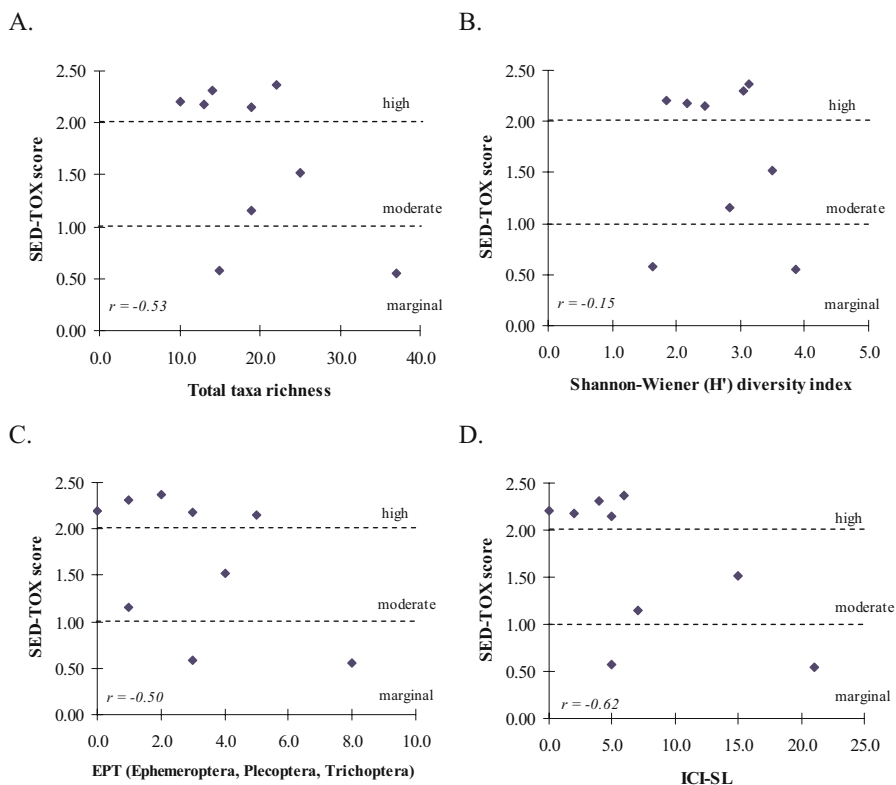 A.
SED-TOX score
2.50
2.00
1.50
1.00
0.50
0.00
high
moderate
marginal
r = -0.53
0.0 10.0 20.0 30.0 40.0
Total taxa richness
B.
SED-TOX score
2.50
2.00
1.50
1.00
0.50
0.00
high
moderate
marginal
r = -0.15
0.0 1.0 2.0 3.0 4.0 5.0
Shannon-Wiener (H') diversity index
C.
SED-TOX score
2.50
2.00
1.50
1.00
0.50
0.00
high
moderate
marginal
r = -0.50
0.0 2.0 4.0 6.0 8.0 10.0
EPT (Ephemeroptera, Plecoptera, Trichoptera)
D.
SED-TOX score
2.50
2.00
1.50
1.00
0.50
0.00
high
moderate
marginal
r = -0.62
0.0 5.0 10.0 15.0 20.0 25.0
ICI-SL